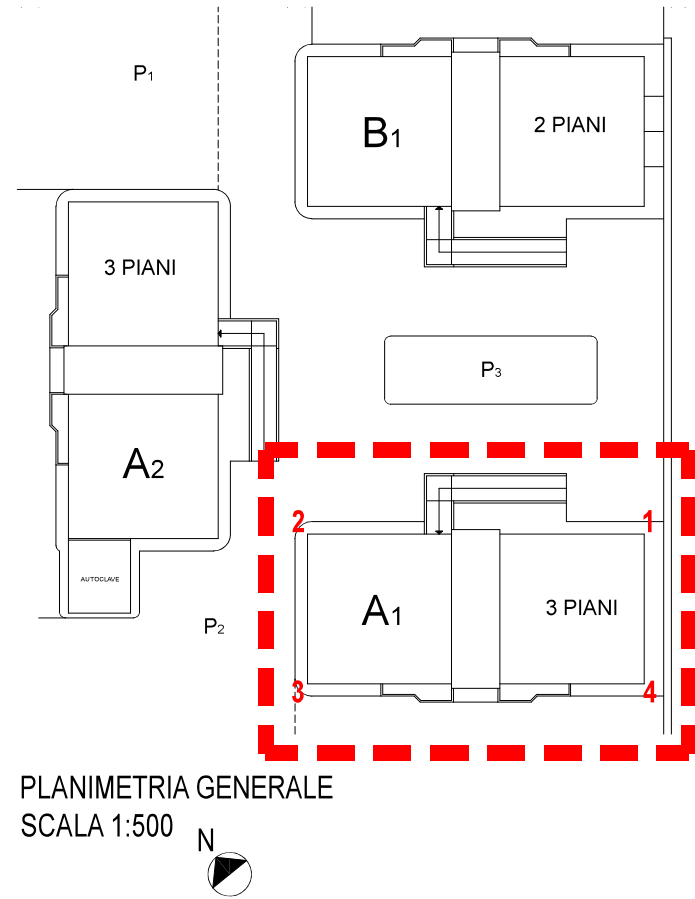 P1
B1
2 PIANI
3 PIANI
P3
A2
2
1
AUTOCLAVE
A1
3 PIANI
P2
3
4
PLANIMETRIA GENERALE
SCALA 1:500
N